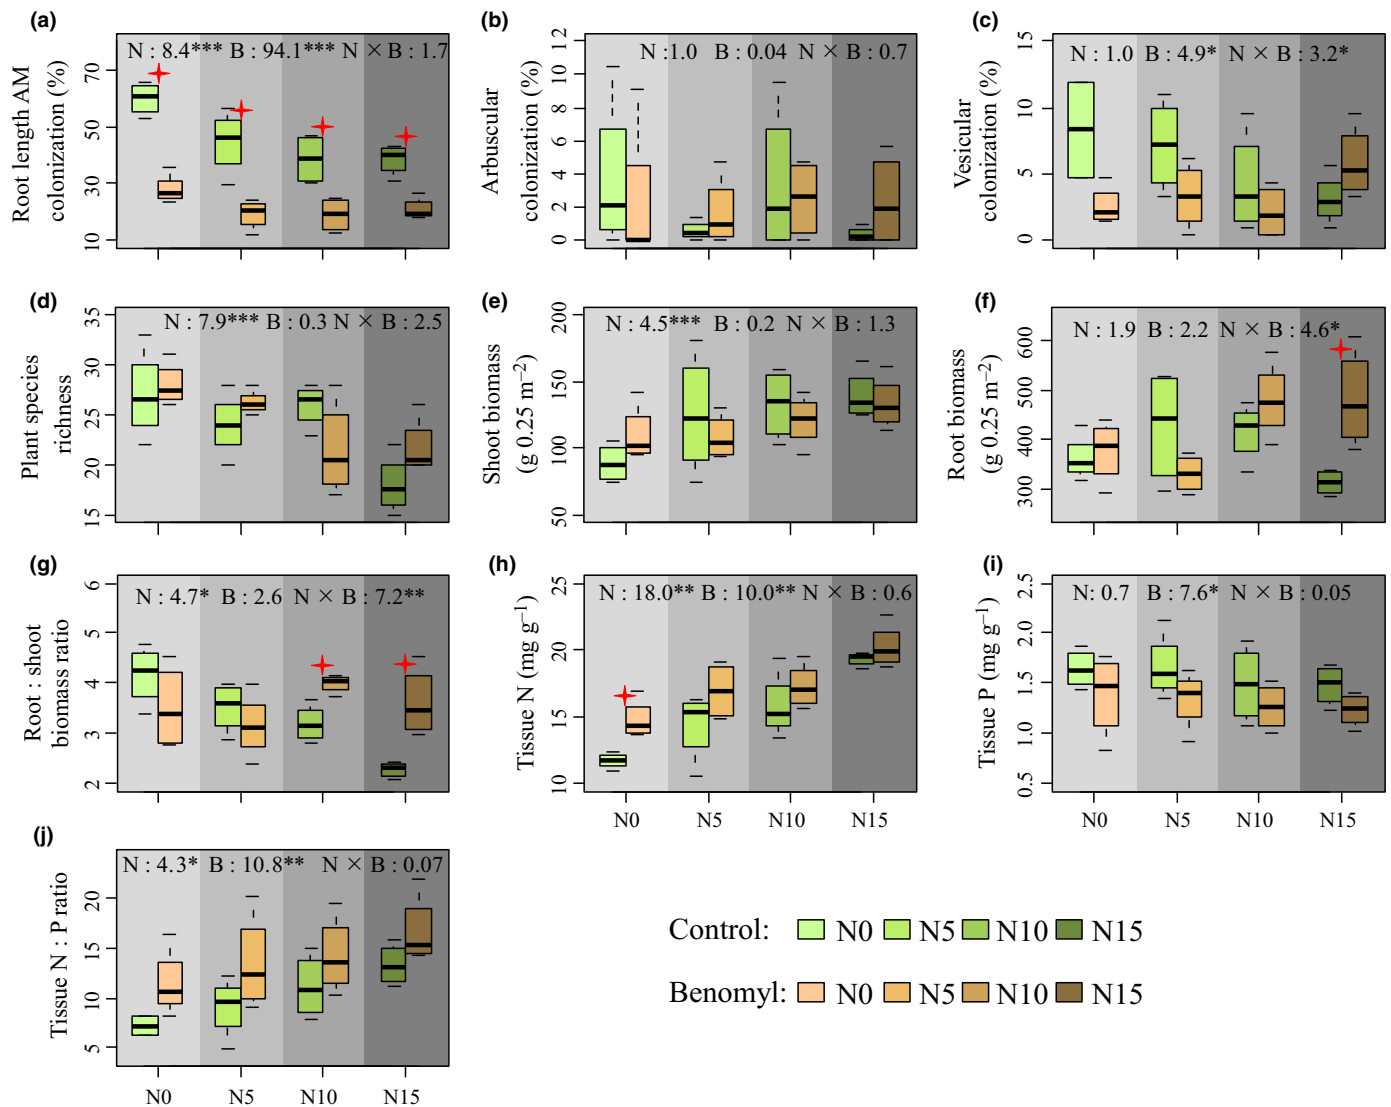 (a)
N : 8.4*** B : 94.1*** N × B : 1.7
Root length AM
colonization (%)
70
50
30
10
(b)
N :1.0 B : 0.04 N × B : 0.7
Arbuscular
colonization (%)
12
10
8
6
4
2
0
(c)
N :1.0 B : 4.9* N × B : 3.2*
Vesicular
colonization (%)
15
10
5
0
(d)
N : 7.9*** B : 0.3 N × B : 2.5
Plant species
richness
35
30
25
20
15
(e)
N : 4.5*** B : 0.2 N × B : 1.3
Shoot biomass
(g 0.25 m⁻²)
200
150
100
50
(f)
N : 1.9 B : 2.2 N × B : 4.6*
Root biomass
(g 0.25 m⁻²)
600
500
400
300
(g)
N : 4.7* B : 2.6 N × B : 7.2**
Root : shoot
biomass ratio
6
5
4
3
2
(h)
N : 18.0** B : 10.0** N × B : 0.6
Tissue N (mg g⁻¹)
25
20
15
10
N0 N5 N10 N15
(i)
N: 0.7 B : 7.6* N × B : 0.05
Tissue P (mg g⁻¹)
2.5
2.0
1.5
1.0
0.5
N0 N5 N10 N15
(j)
N : 4.3* B : 10.8** N × B : 0.07
Tissue N : P ratio
20
15
10
5
N0 N5 N10 N15
Control: N0 N5 N10 N15
Benomyl: N0 N5 N10 N15